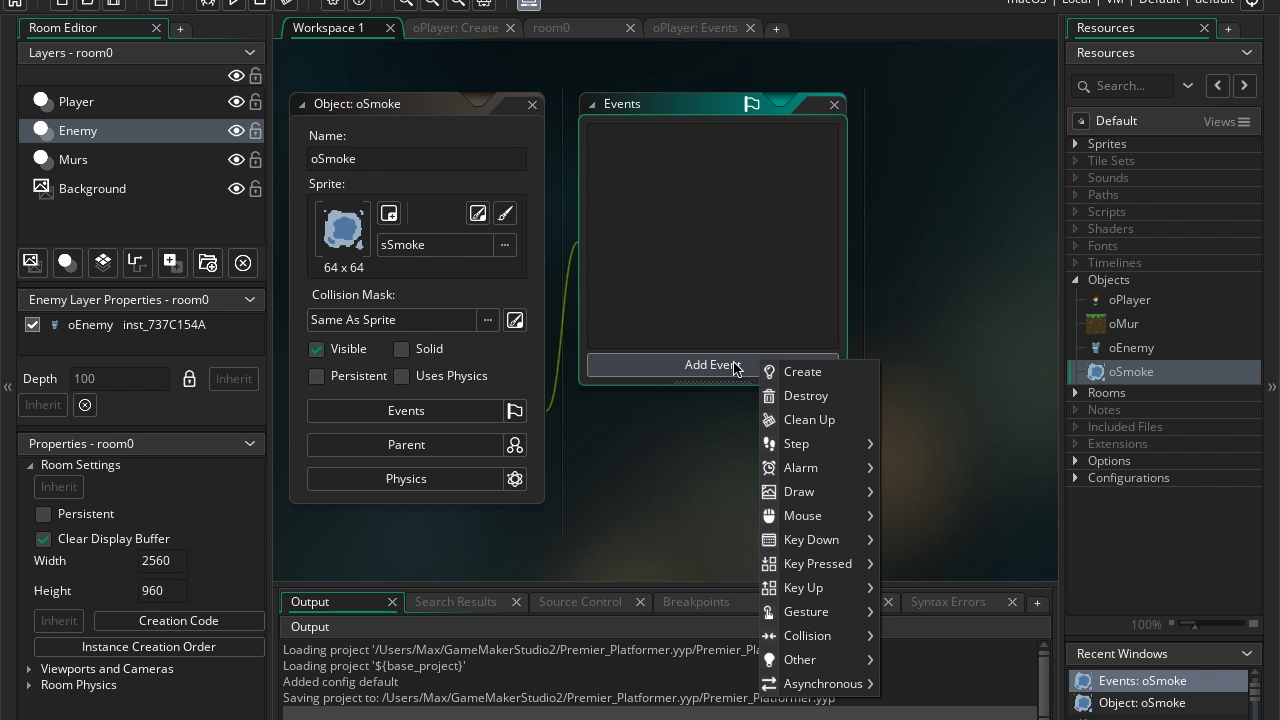 macOS | Local | VM | Default | default
Room Editor
Layers - room0
Player
Enemy
Murs
Background
Enemy Layer Properties - room0
oEnemy inst_737C154A
Depth 100 Inherit
Inherit
Properties - room0
Room Settings
Inherit
Persistent
Clear Display Buffer
Width 2560
Height 960
Inherit Creation Code
Instance Creation Order
Viewports and Cameras
Room Physics
Workspace 1 oPlayer: Create room0 oPlayer: Events
Object: oSmoke
Name:
oSmoke
Sprite:
sSmoke
64 x 64
Collision Mask:
Same As Sprite
Visible Solid
Persistent Uses Physics
Events
Parent
Physics
Events
Add Event
Create
Destroy
Clean Up
Step
Alarm
Draw
Mouse
Key Down
Key Pressed
Key Up
Gesture
Collision
Other
Asynchronous
Output Search Results Source Control Breakpoints Syntax Errors
Output
Loading project '/Users/Max/GameMakerStudio2/Premier_Platformer.yyp/Premier_Pla
Loading project '${base_project}'
Added config default
Saving project to: /Users/Max/GameMakerStudio2/Premier_Platformer.yyp/Premier_Platformer.yyp
Resources
Resources
Search...
Default Views
Sprites
Tile Sets
Sounds
Paths
Scripts
Shaders
Fonts
Timelines
Objects
oPlayer
oMur
oEnemy
oSmoke
Rooms
Notes
Included Files
Extensions
Options
Configurations
100%
Recent Windows
Events: oSmoke
Object: oSmoke